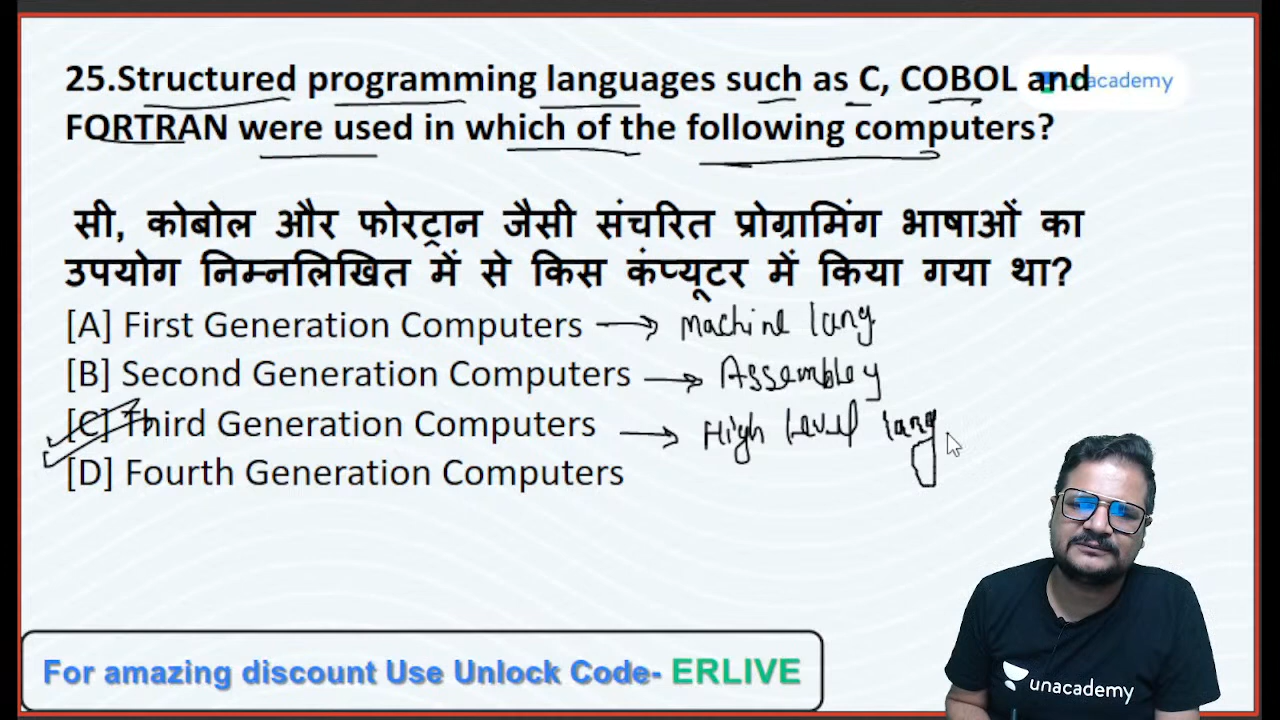 25.Structured programming languages such as C, COBOL and
unacademy
FORTRAN were used in which of the following computers?
सी, कोबोल और फोरट्रान जैसी संचरित प्रोग्रामिंग भाषाओं का
उपयोग निम्नलिखित में से किस कंप्यूटर में किया गया था?
[A] First Generation Computers → Machine lang
[B] Second Generation Computers → Assembley
[C] Third Generation Computers → High Level lang
[D] Fourth Generation Computers
unacademy
For amazing discount Use Unlock Code- ERLIVE